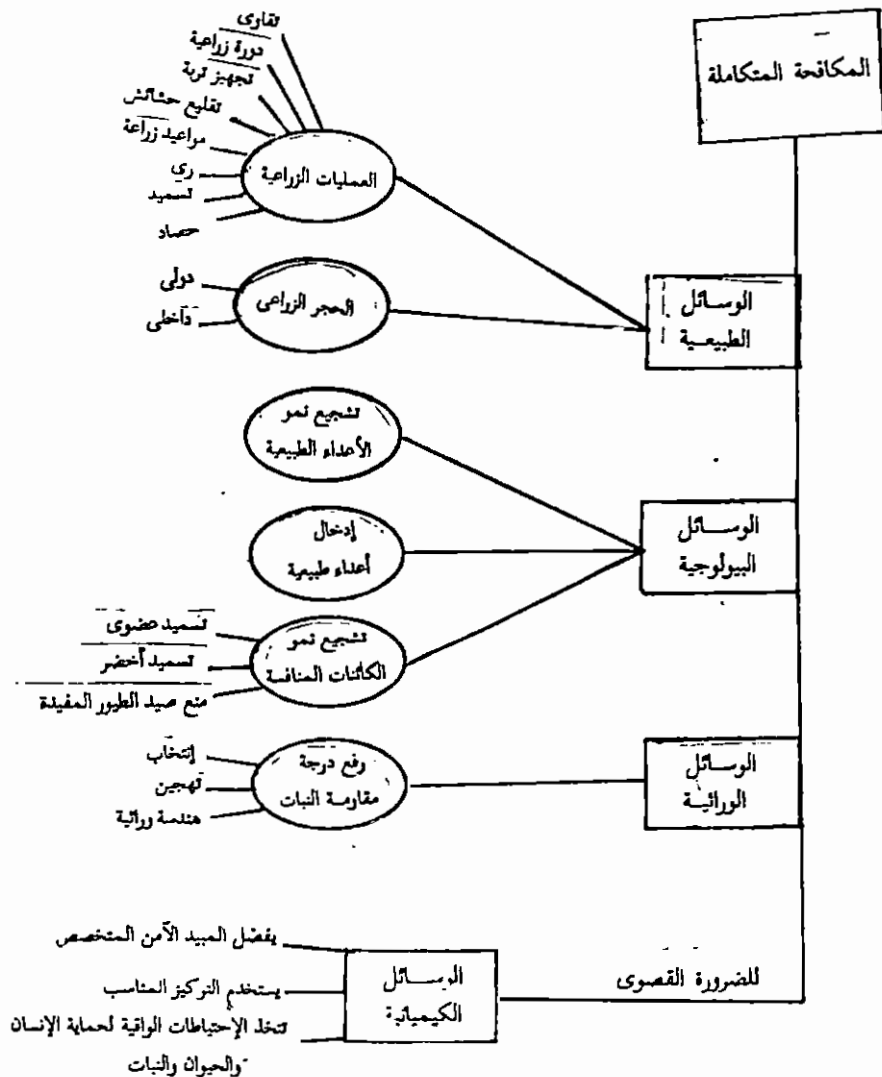 المكافحة المتكاملة
الوسائل
الطبيعية
العمليات الزراعية
تقاوى
دورة زراعية
تجهيز تربة
تقليع حشائش
مواعيد زراعة
رى
تسميد
حصاد
الحجر الزراعى
دولى
داخلى
الوسائل
البيولوجية
تشجيع نمو
الأعداء الطبيعية
إدخال
أعداء طبيعية
تشجيع نمو
الكائنات المنافسة
تسميد عضوى
تسميد أخضر
منع صيد الطيور المفيدة
الوسائل
الوراثية
رفع درجة
مقاومة النبات
إنتخاب
تهجين
هندسة وراثية
للضرورة القصوى
الوسائل
الكيميائية
يفضل المبيد الآمن المتخصص
يستخدم التركيز المناسب
تتخذ الإحتياطات الواقية لحماية الإنسان
والحيوان والنبات